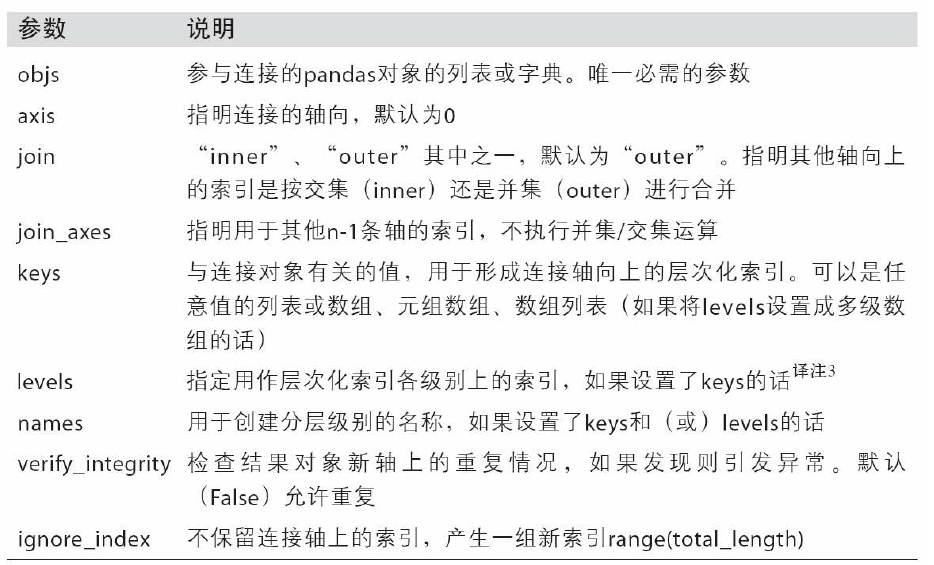 参数 说明
objs 参与连接的pandas对象的列表或字典。唯一必需的参数
axis 指明连接的轴向，默认为0
join “inner”、“outer”其中之一，默认为“outer”。指明其他轴向上
的索引是按交集（inner）还是并集（outer）进行合并
join_axes 指明用于其他n-1条轴的索引，不执行并集/交集运算
keys 与连接对象有关的值，用于形成连接轴向上的层次化索引。可以是任
意值的列表或数组、元组数组、数组列表（如果将levels设置成多级数
组的话）
levels 指定用作层次化索引各级别上的索引，如果设置了keys的话译注3
names 用于创建分层级别的名称，如果设置了keys和（或）levels的话
verify_integrity 检查结果对象新轴上的重复情况，如果发现则引发异常。默认
（False）允许重复
ignore_index 不保留连接轴上的索引，产生一组新索引range(total_length)